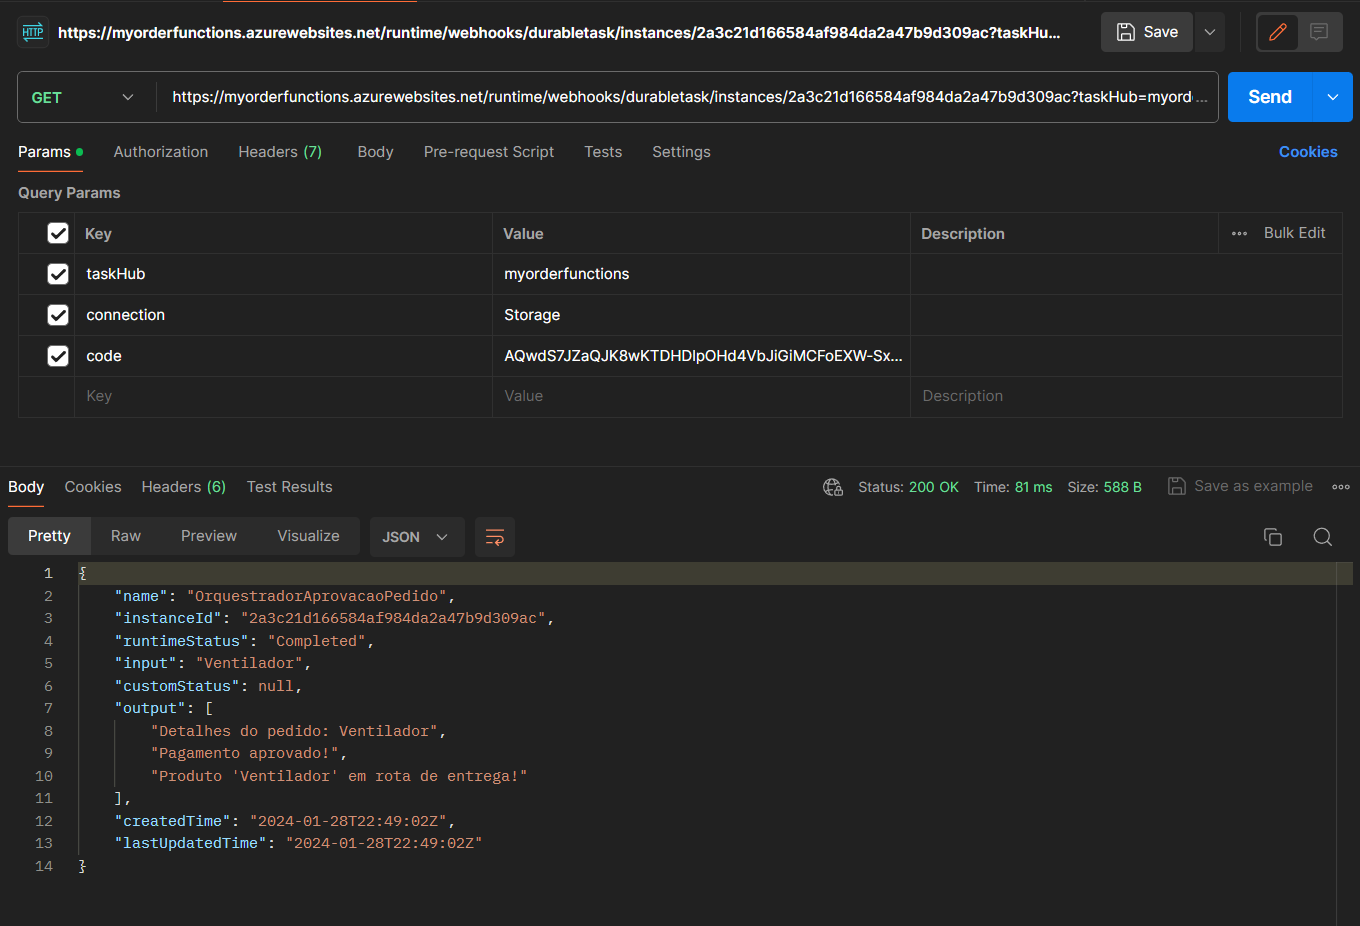 HTTP https://myorderfunctions.azurewebsites.net/runtime/webhooks/durabletask/instances/2a3c21d166584af984da2a47b9d309ac?taskHu... Save
GET https://myorderfunctions.azurewebsites.net/runtime/webhooks/durabletask/instances/2a3c21d166584af984da2a47b9d309ac?taskHub=myord... Send
Params Authorization Headers (7) Body Pre-request Script Tests Settings Cookies
Query Params
Key Value Description Bulk Edit
taskHub myorderfunctions
connection Storage
code AQwdS7JZaQJK8wKTDHDlpOHd4VbJiGiMCFoEXW-Sx...
Key Value Description
Body Cookies Headers (6) Test Results Status: 200 OK Time: 81 ms Size: 588 B Save as example
Pretty Raw Preview Visualize JSON
1 {
2 "name": "OrquestradorAprovacaoPedido",
3 "instanceId": "2a3c21d166584af984da2a47b9d309ac",
4 "runtimeStatus": "Completed",
5 "input": "Ventilador",
6 "customStatus": null,
7 "output": [
8 "Detalhes do pedido: Ventilador",
9 "Pagamento aprovado!",
10 "Produto 'Ventilador' em rota de entrega!"
11 ],
12 "createdTime": "2024-01-28T22:49:02Z",
13 "lastUpdatedTime": "2024-01-28T22:49:02Z"
14 }